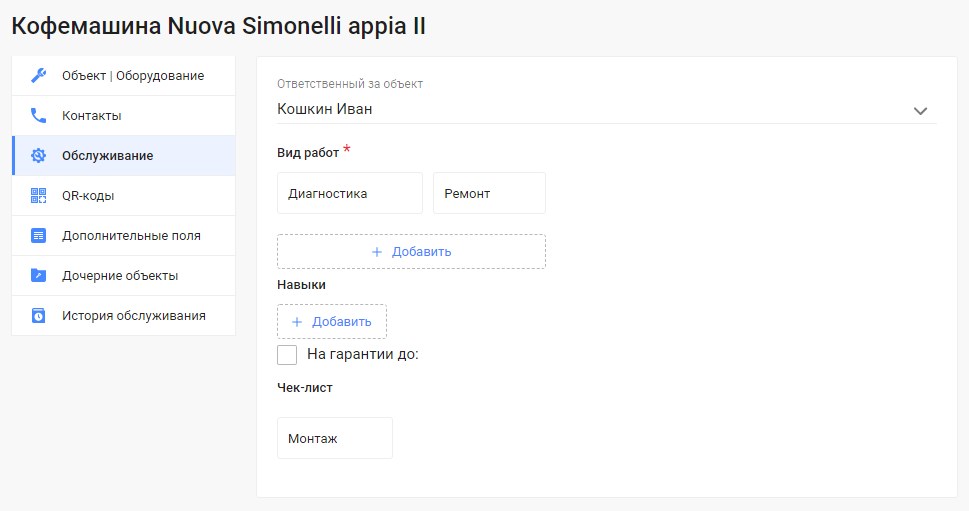 Кофемашина Nuova Simonelli appia II
Объект | Оборудование
Контакты
Обслуживание
QR-коды
Дополнительные поля
Дочерние объекты
История обслуживания
Ответственный за объект
Кошкин Иван
Вид работ *
Диагностика
Ремонт
+ Добавить
Навыки
+ Добавить
На гарантии до:
Чек-лист
Монтаж